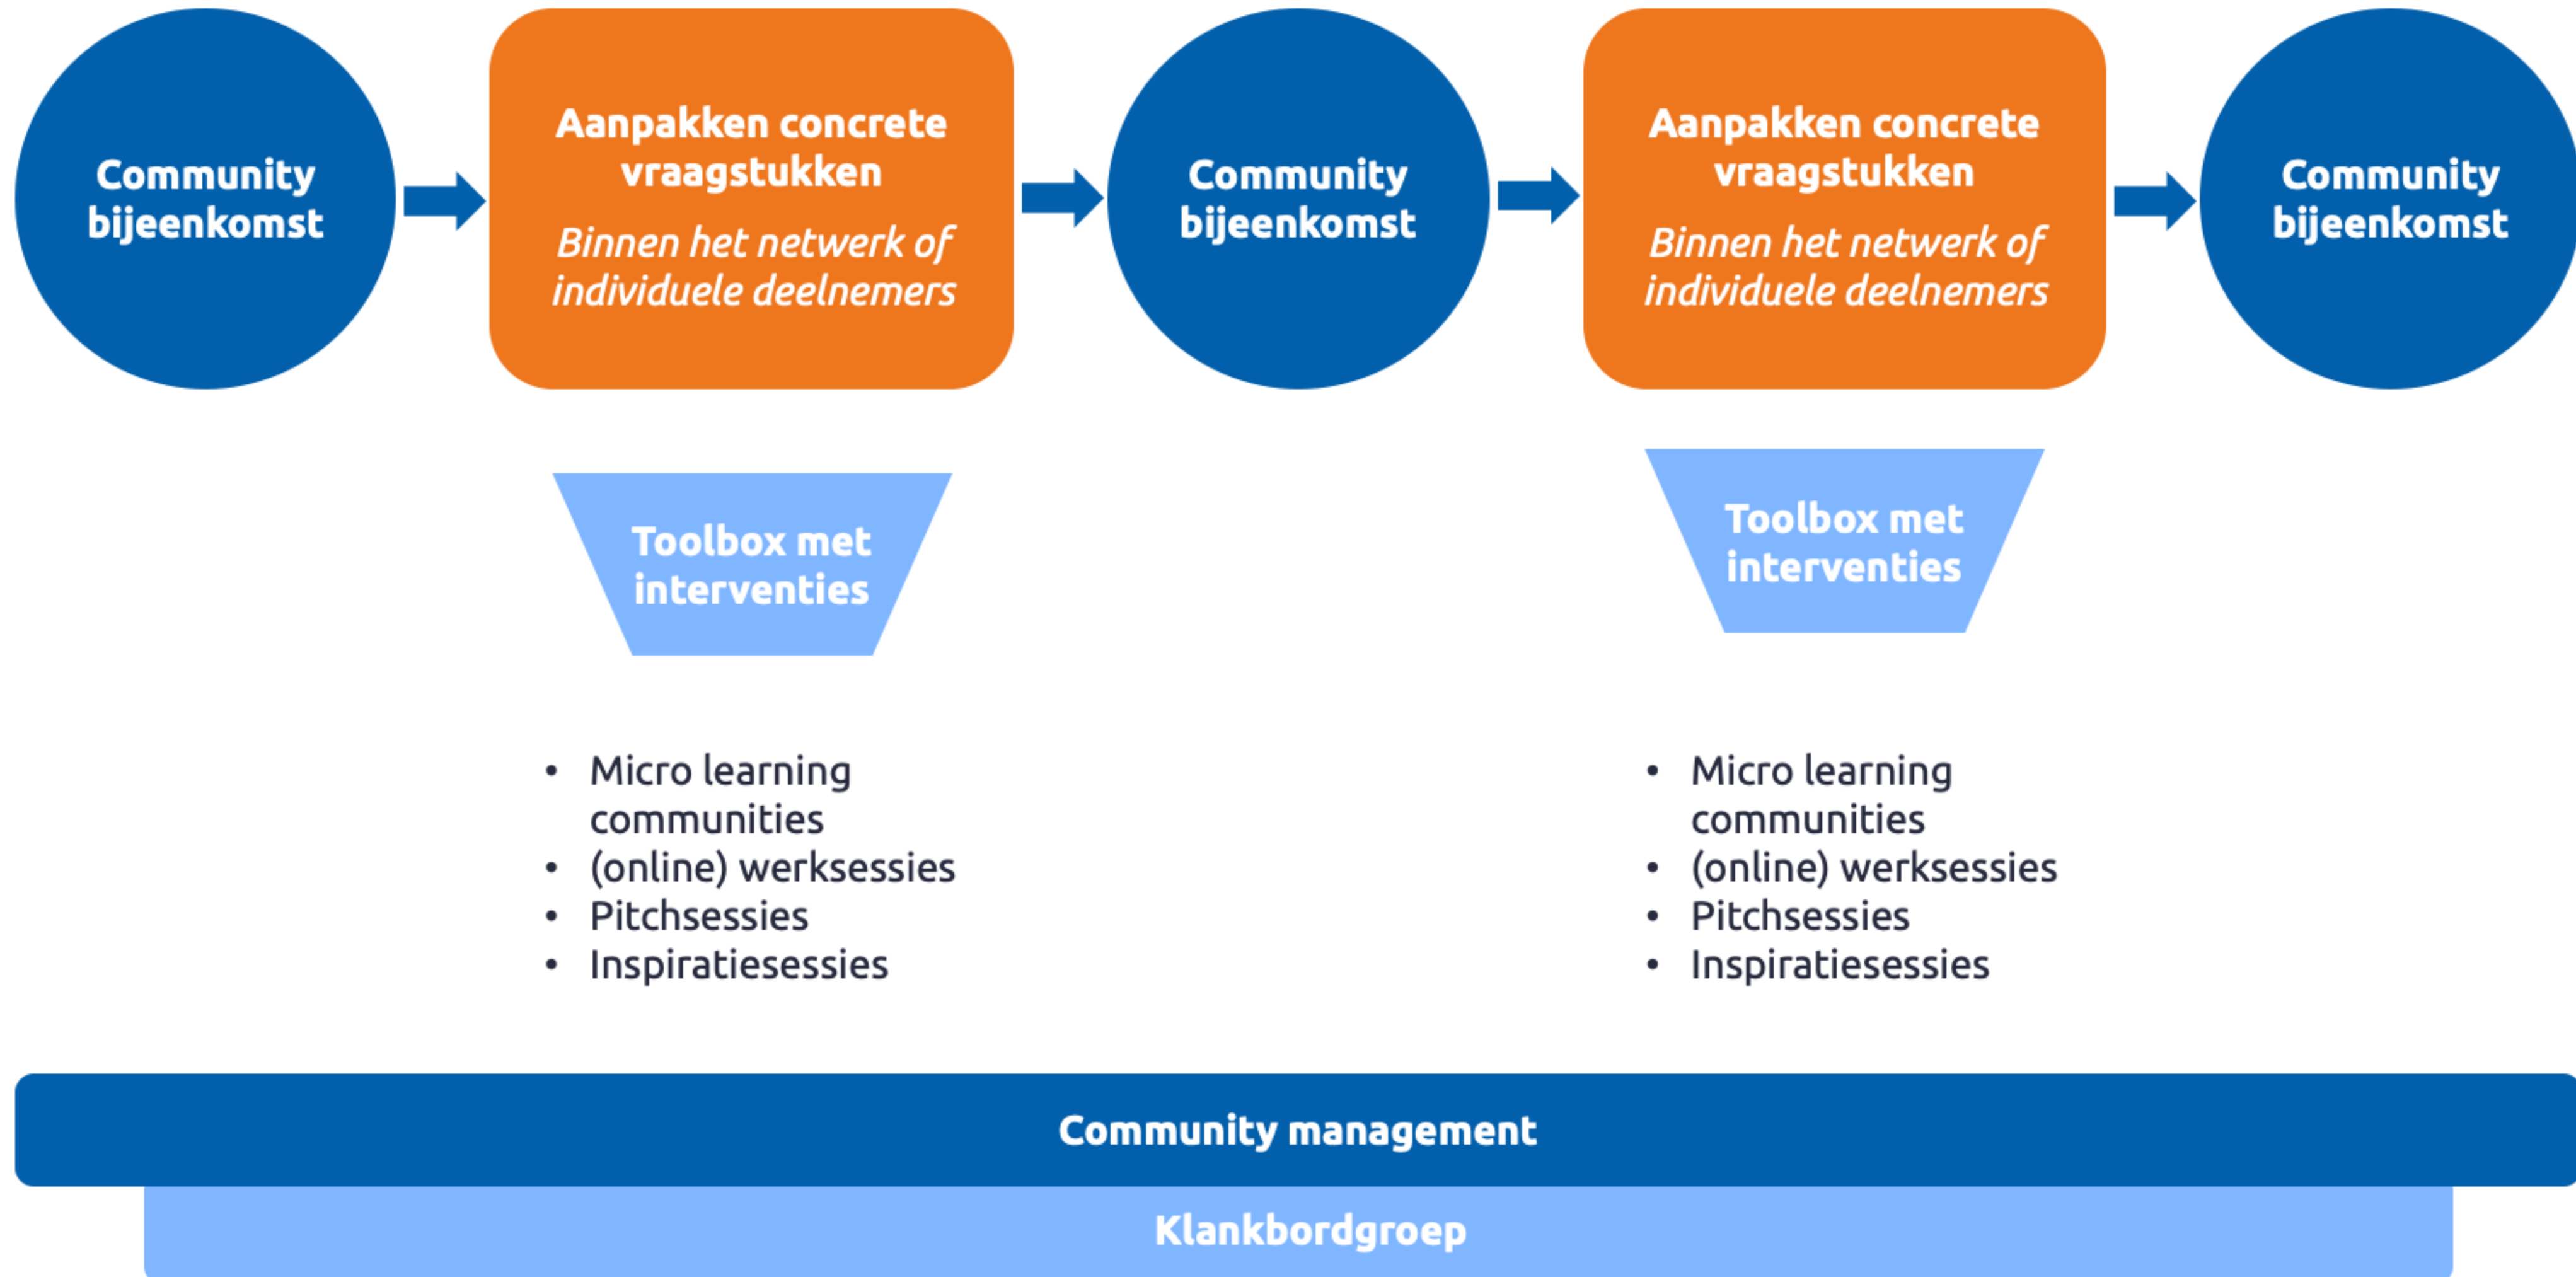 Community
bijeenkomst
Aanpakken concrete
vraagstukken
Binnen het netwerk of
individuele deelnemers
Community
bijeenkomst
Aanpakken concrete
vraagstukken
Binnen het netwerk of
individuele deelnemers
Community
bijeenkomst
Toolbox met
interventies
Toolbox met
interventies
• Micro learning
communities
• (online) werksessies
• Pitchsessies
• Inspiratiesessies
• Micro learning
communities
• (online) werksessies
• Pitchsessies
• Inspiratiesessies
Community management
Klankbordgroep